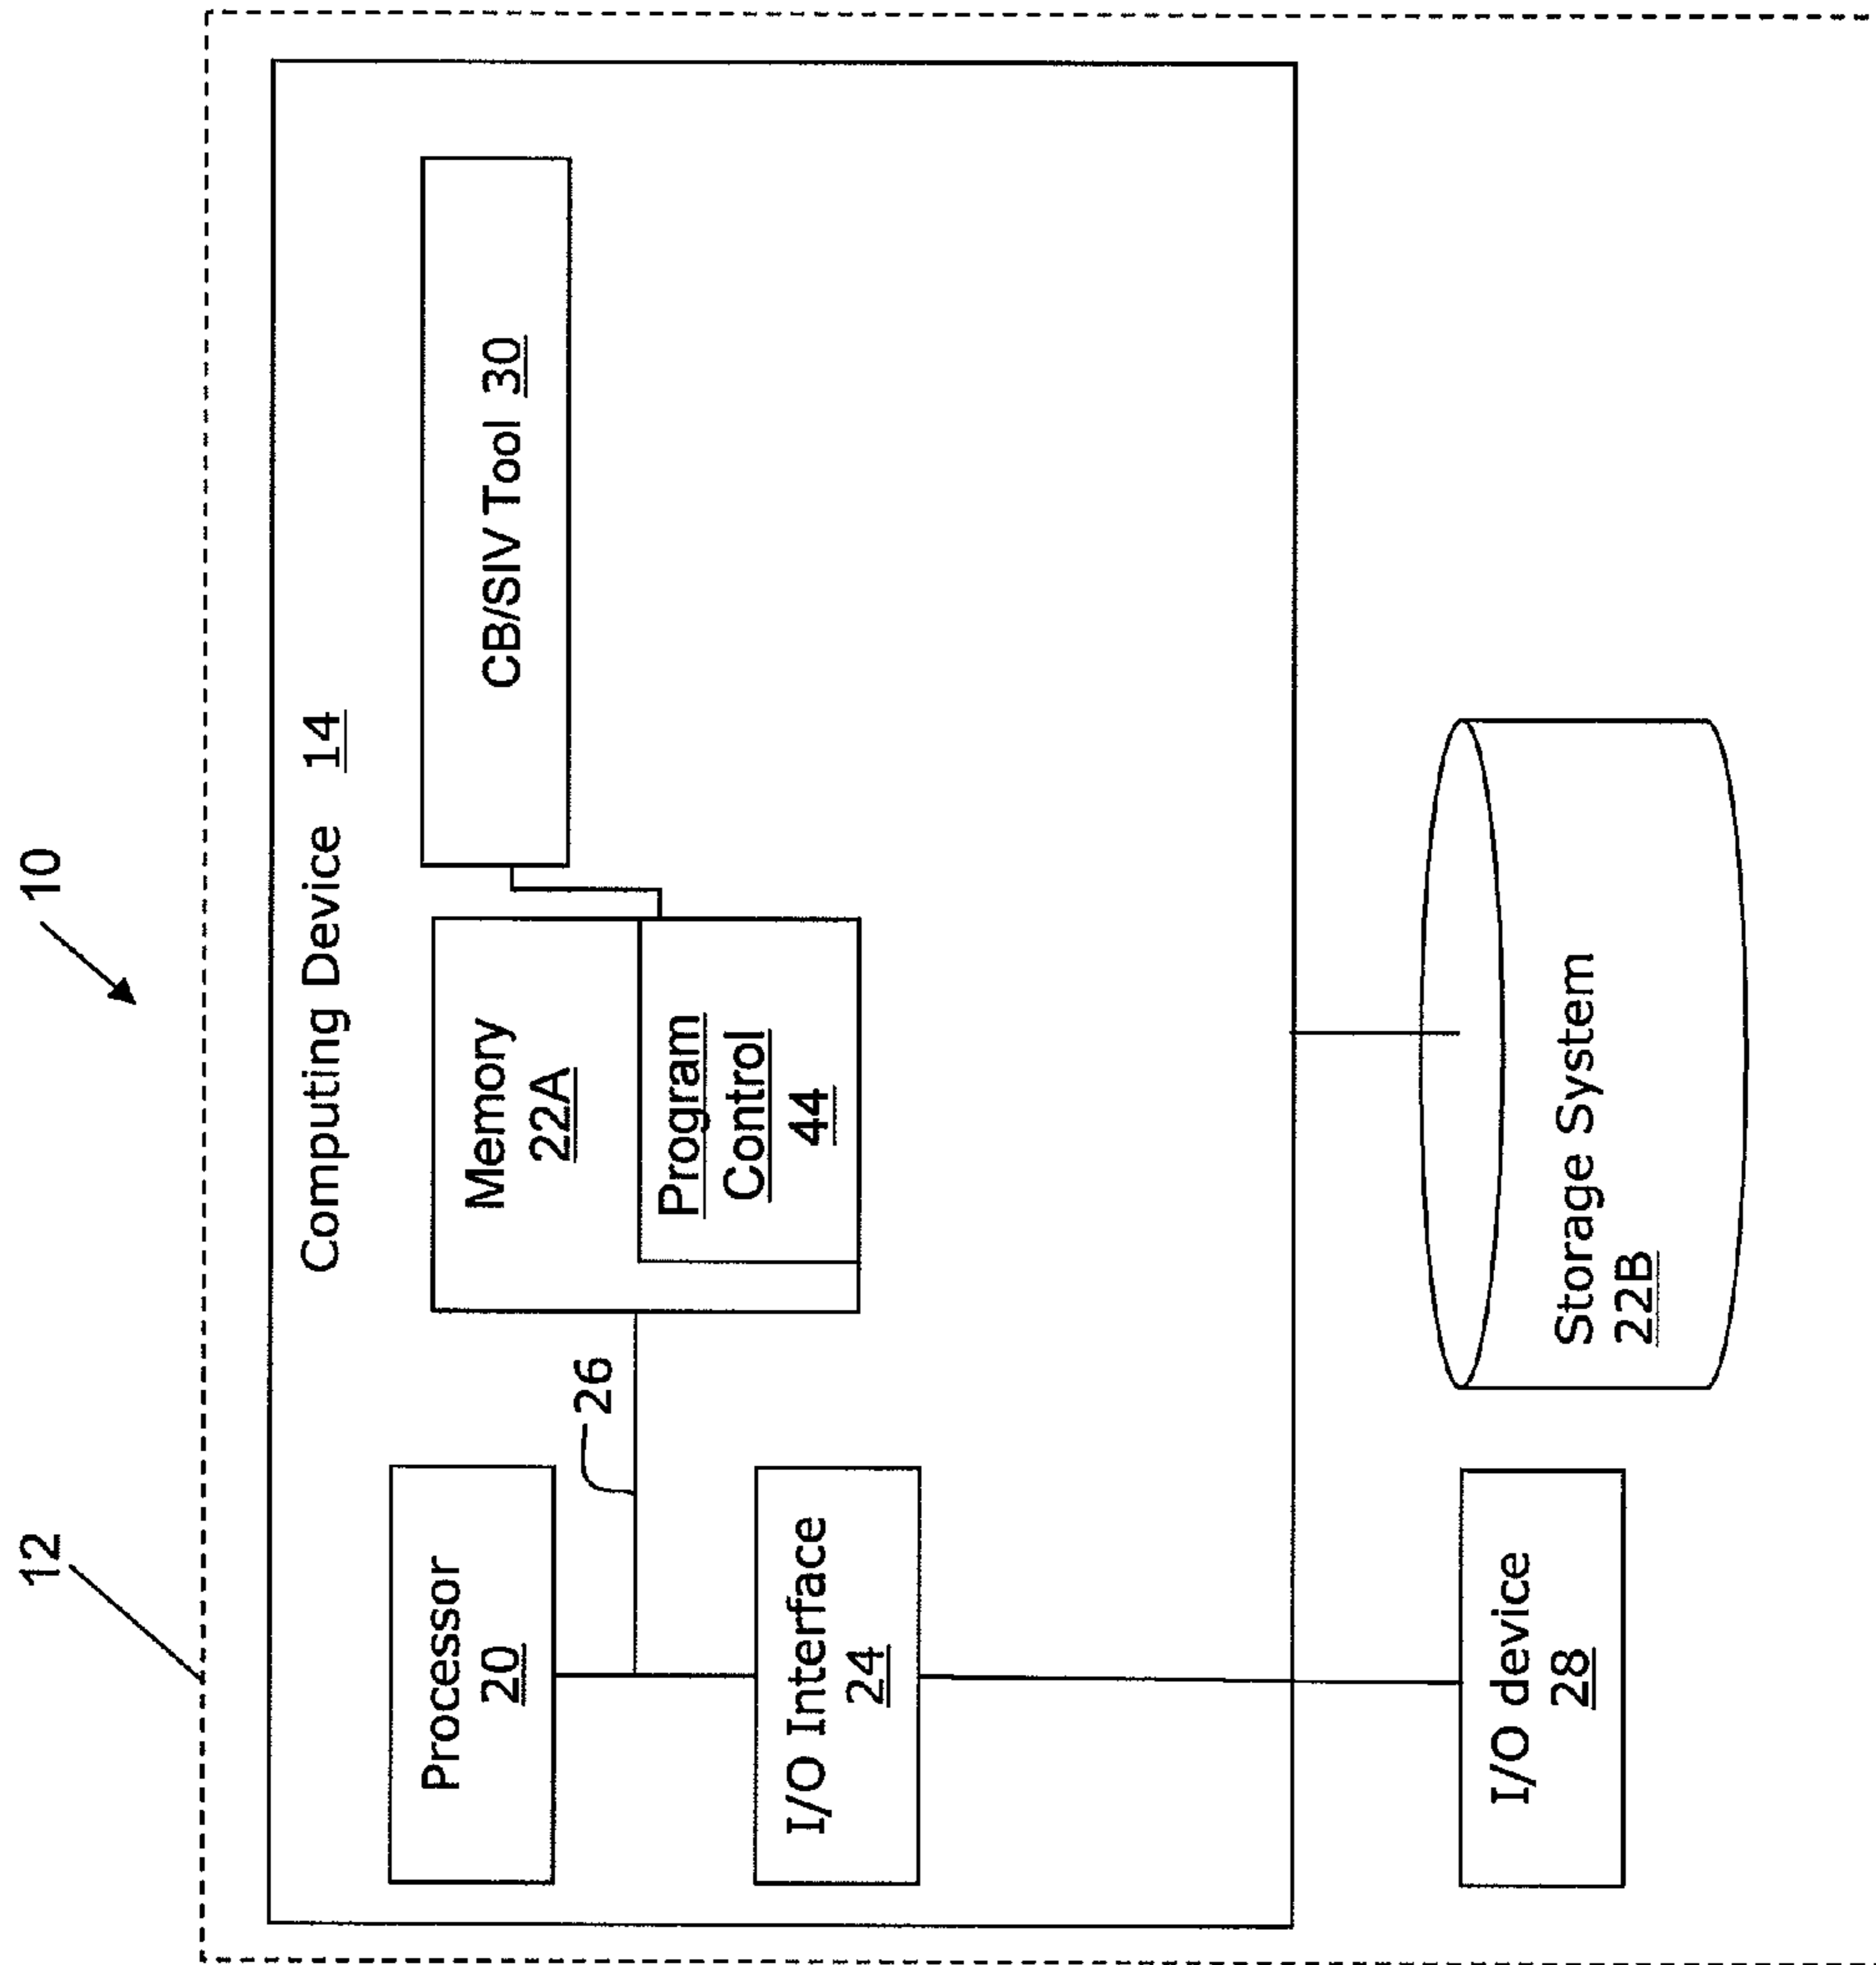 10
12
Computing Device 14
Processor
20
Memory
22A
CB/SIV Tool 30
26
Program
Control
44
I/O Interface
24
I/O device
28
Storage System
22B